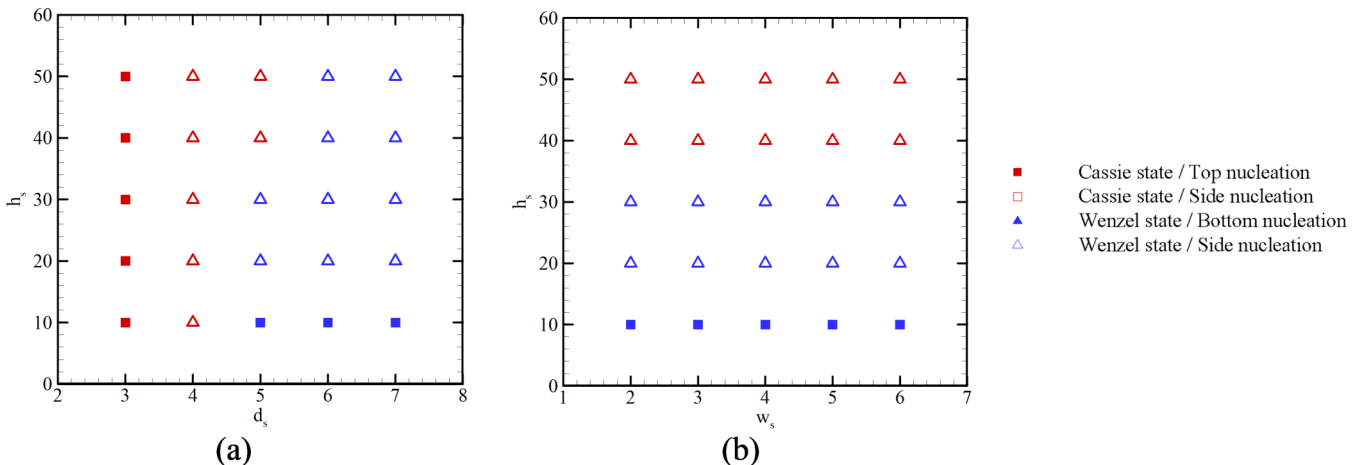 60
50
40
30
20
10
0
h_s
2 3 4 5 6 7 8
d_s
(a)
60
50
40
30
20
10
0
h_s
1 2 3 4 5 6 7
w_s
(b)
Cassie state / Top nucleation
Cassie state / Side nucleation
Wenzel state / Bottom nucleation
Wenzel state / Side nucleation